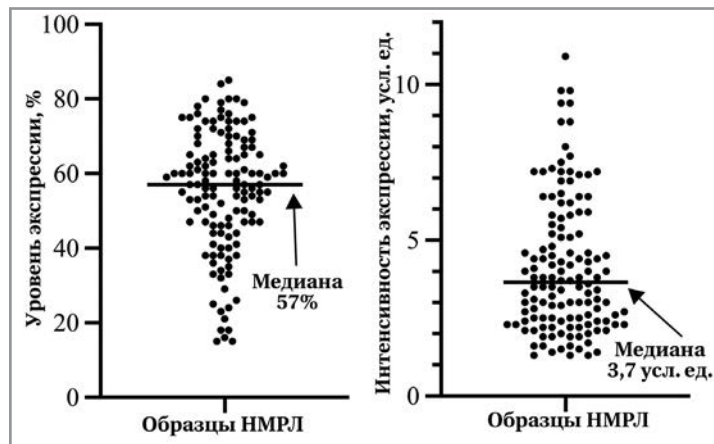 Уровень экспрессии, %
100
80
60
40
20
0
Медиана
57%
Образцы НМРЛ
Интенсивность экспрессии, усл. ед.
10
5
0
Медиана
3,7 усл. ед.
Образцы НМРЛ